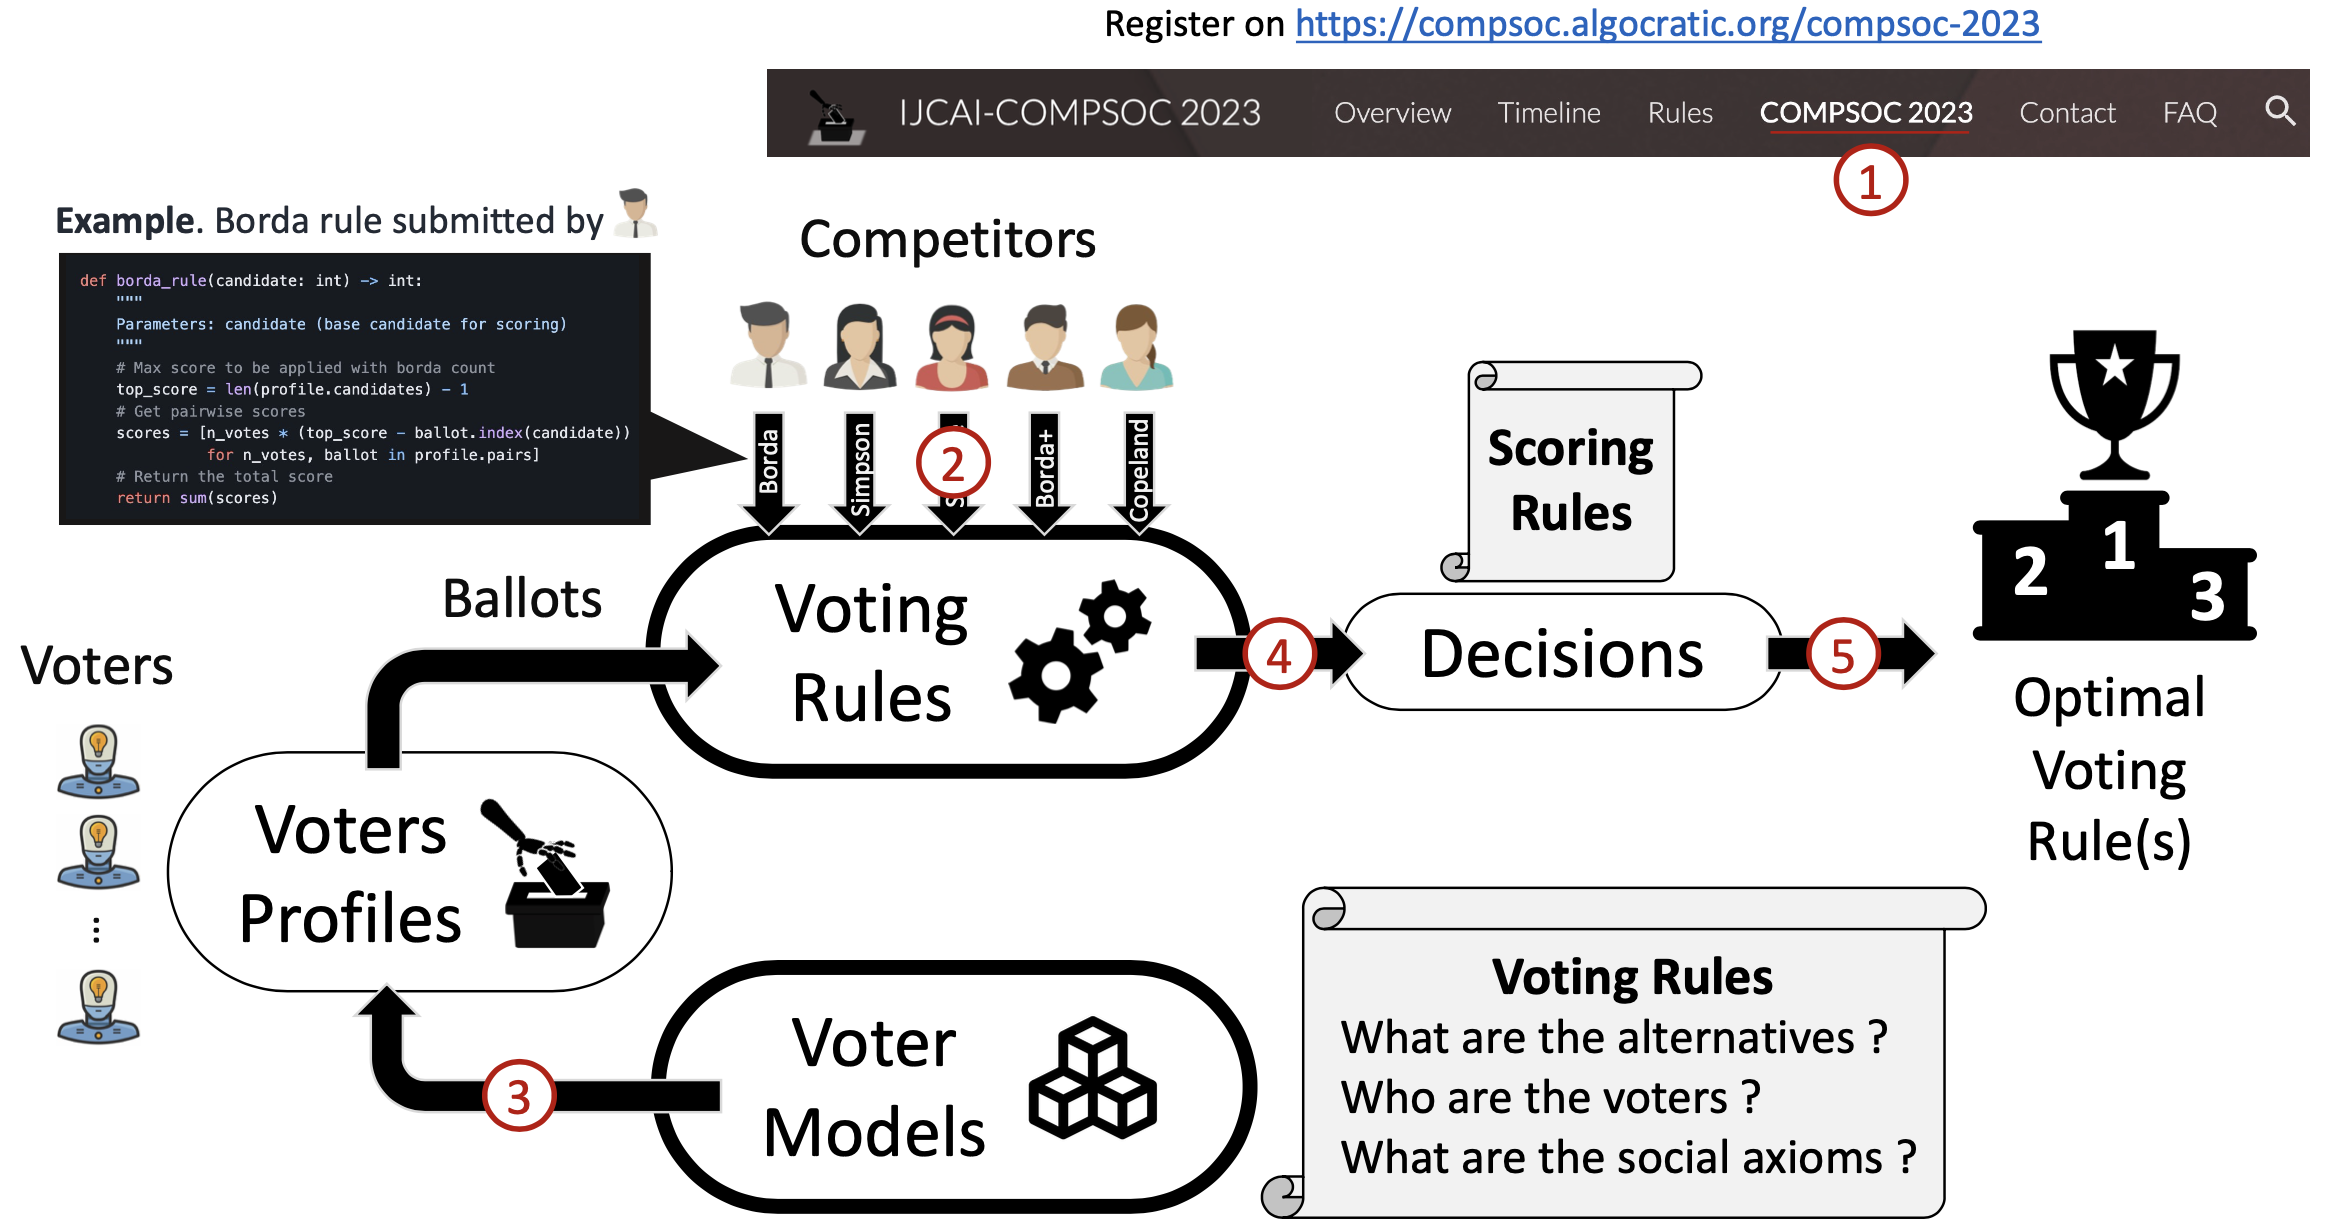 Register on https://compsoc.algocratic.org/compsoc-2023
IJCAI-COMPSOC 2023 Overview Timeline Rules COMPSOC 2023 Contact FAQ
1
Example. Borda rule submitted by
def borda_rule(candidate: int) -> int:
"""
Parameters: candidate (base candidate for scoring)
"""
# Max score to be applied with borda count
top_score = len(profile.candidates) - 1
# Get pairwise scores
scores = [n_votes * (top_score - ballot.index(candidate))
for n_votes, ballot in profile.pairs]
# Return the total score
return sum(scores)
Competitors
Borda
Simpson
2
Borda+
Copeland
Scoring
Rules
2
1
3
Ballots
Voting
Rules
4
Decisions
5
Optimal
Voting
Rule(s)
Voters
Voters
Profiles
3
Voter
Models
Voting Rules
What are the alternatives ?
Who are the voters ?
What are the social axioms ?